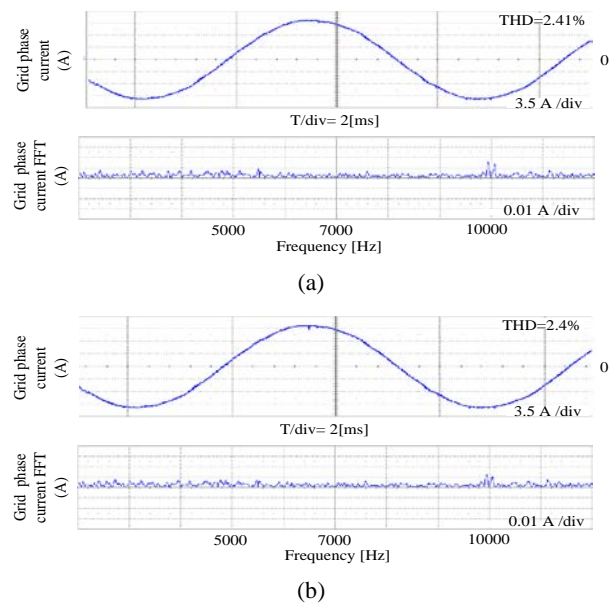 THD=2.41%
Grid phase
current
(A)
0
3.5 A /div
T/div= 2[ms]
Grid phase
current FFT
(A)
0.01 A /div
5000
7000
10000
Frequency [Hz]
(a)
THD=2.4%
Grid phase
current
(A)
0
3.5 A /div
T/div= 2[ms]
Grid phase
current FFT
(A)
0.01 A /div
5000
7000
10000
Frequency [Hz]
(b)